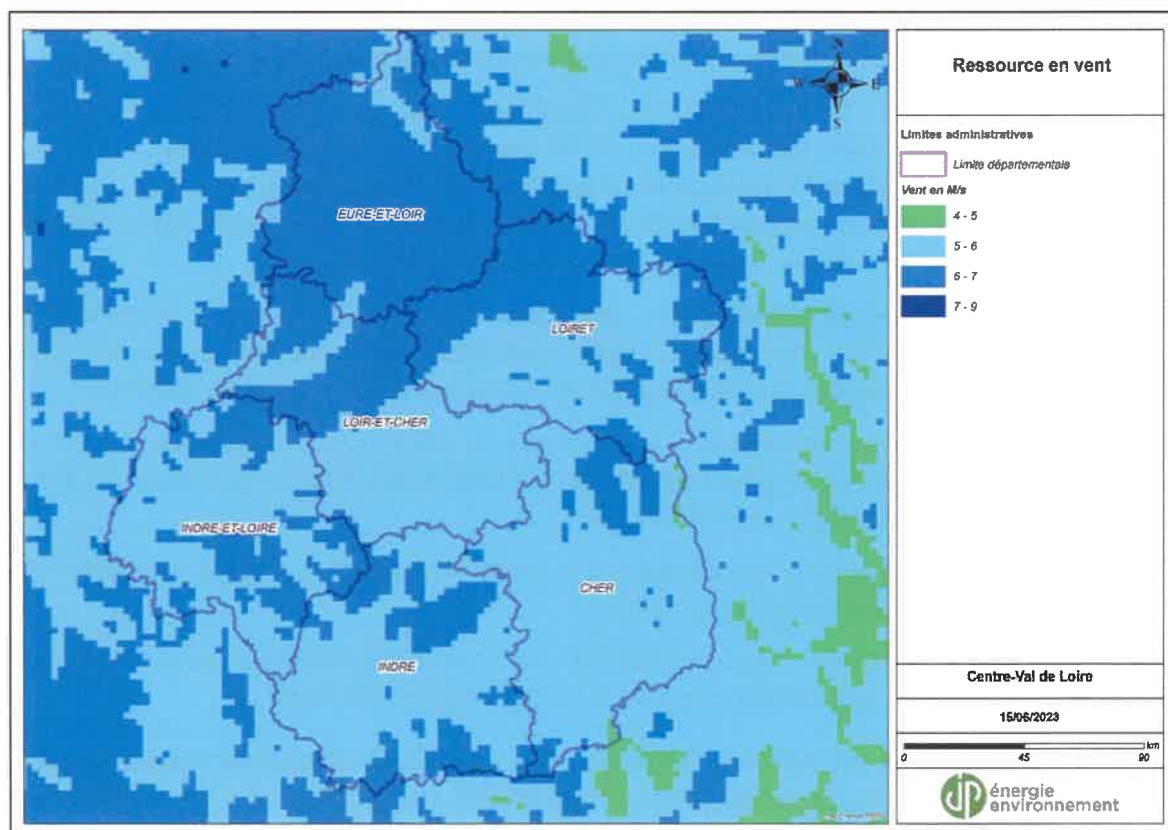 N
W E
S
EURE-ET-LOIR
LOIRET
LOIR-ET-CHER
INDRE-ET-LOIRE
CHER
INDRE
Ressource en vent
Limites administratives
Limite départementale
Vent en M/s
4 - 5
5 - 6
6 - 7
7 - 9
Centre-Val de Loire
15/06/2023
km
0 45 90
JP énergie
environnement